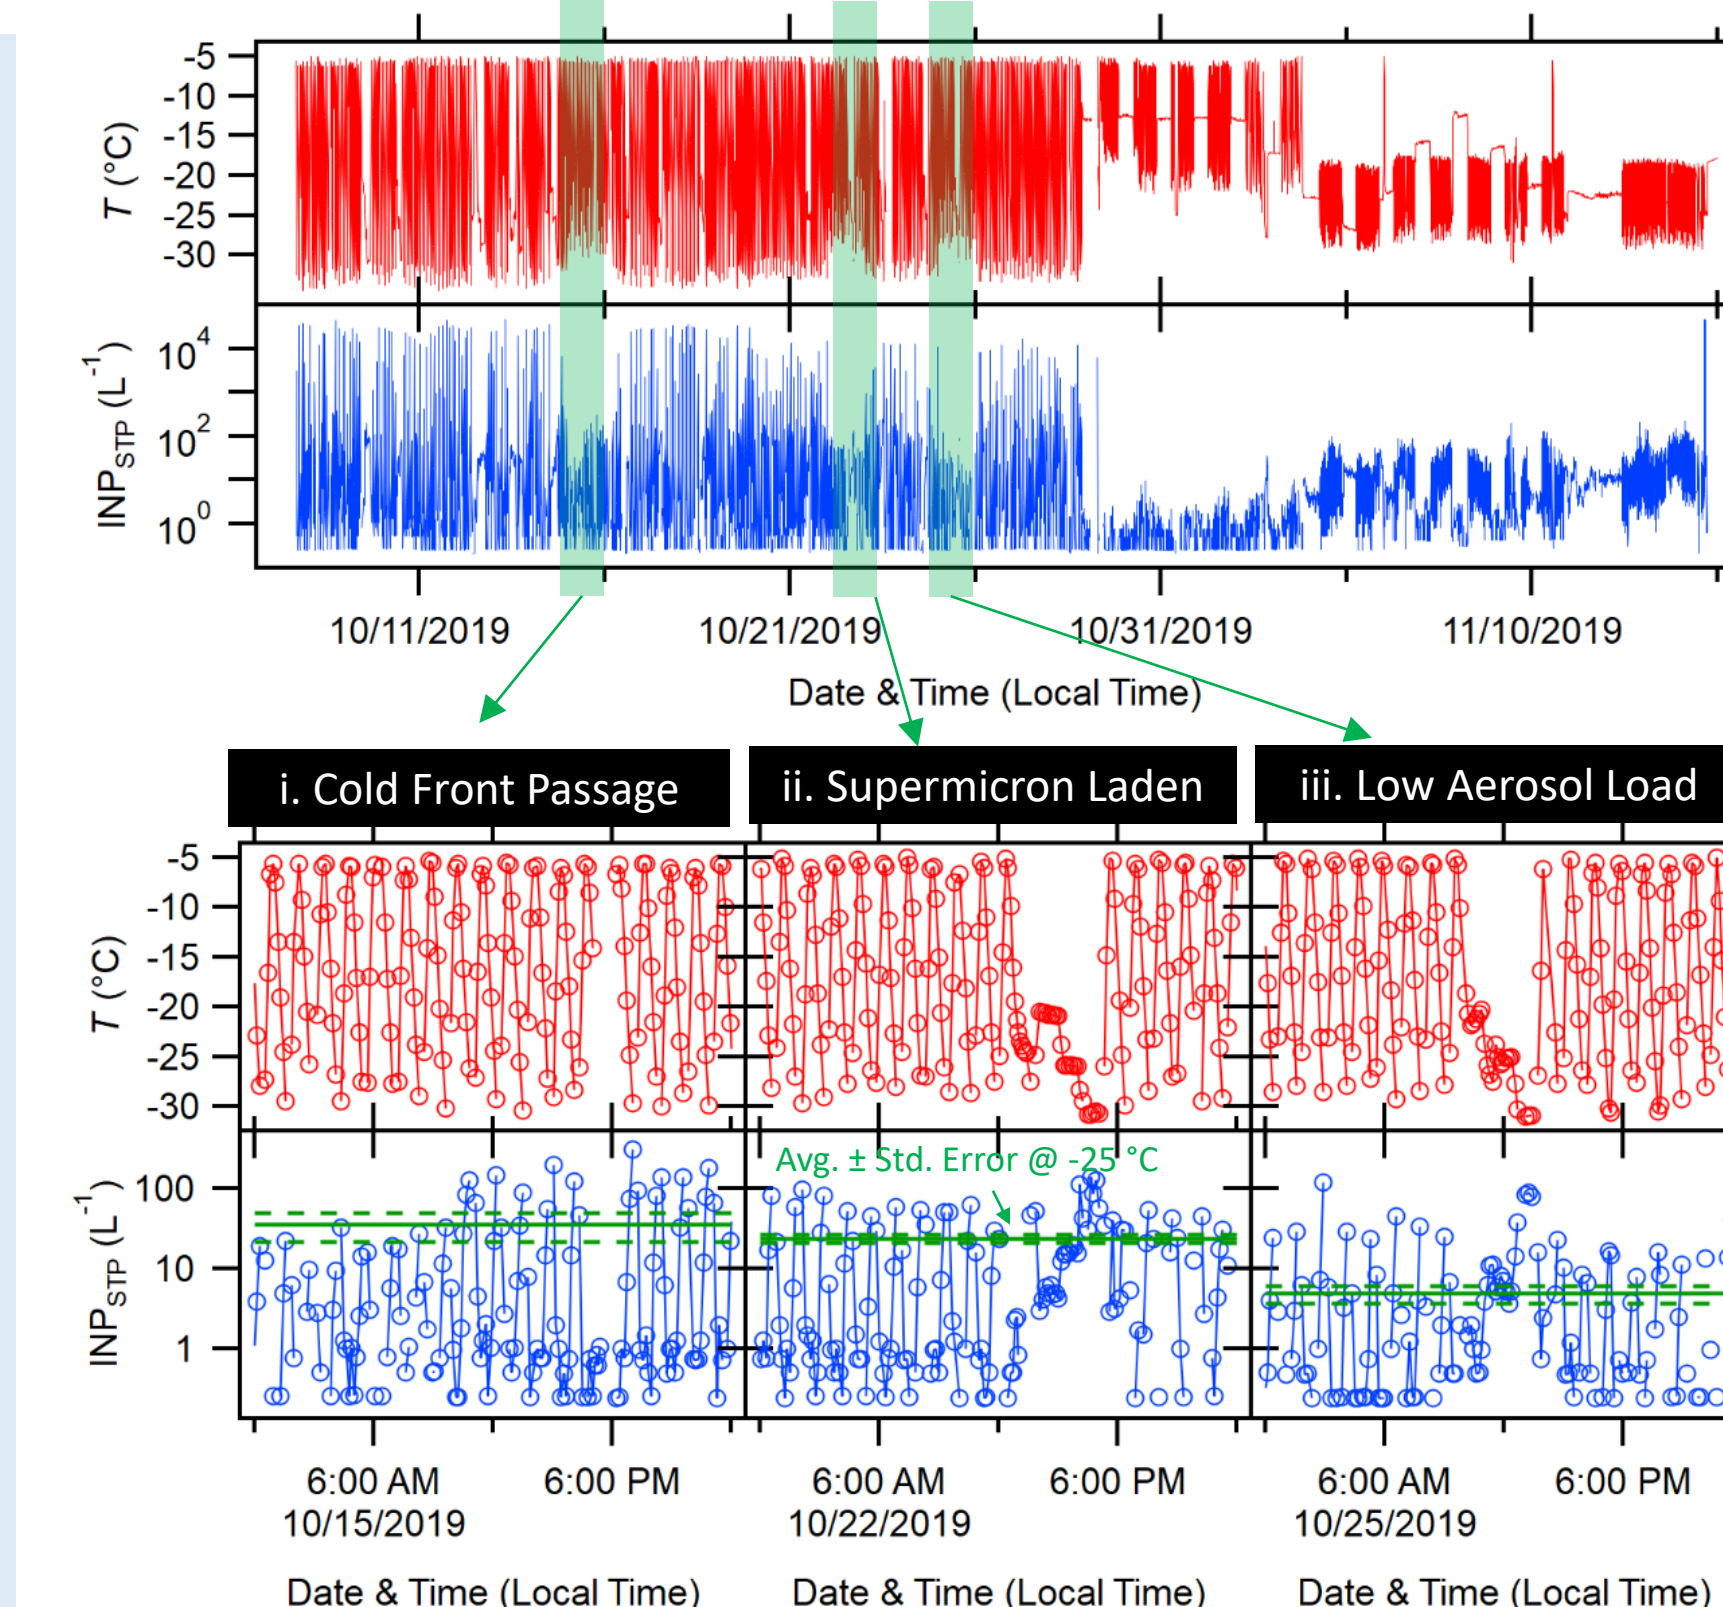 -5
-10
-15
-20
-25
-30
T (°C)
10^4
10^2
10^0
INP_STP (L^-1)
10/11/2019 10/21/2019 10/31/2019 11/10/2019
Date & Time (Local Time)
i. Cold Front Passage ii. Supermicron Laden iii. Low Aerosol Load
-5
-10
-15
-20
-25
-30
T (°C)
Avg. ± Std. Error @ -25 °C
100
10
1
INP_STP (L^-1)
6:00 AM 6:00 PM 6:00 AM 6:00 PM 6:00 AM 6:00 PM
10/15/2019 10/22/2019 10/25/2019
Date & Time (Local Time) Date & Time (Local Time) Date & Time (Local Time)